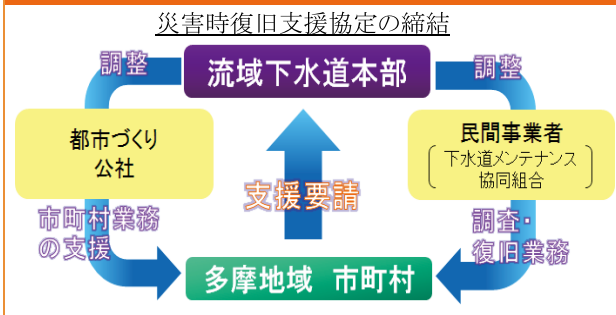 災害時復旧支援協定の締結
調整
流域下水道本部
調整
都市づくり
公社
民間事業者
下水道メンテナンス
協同組合
支援要請
市町村業務
の支援
調査・
復旧業務
多摩地域 市町村